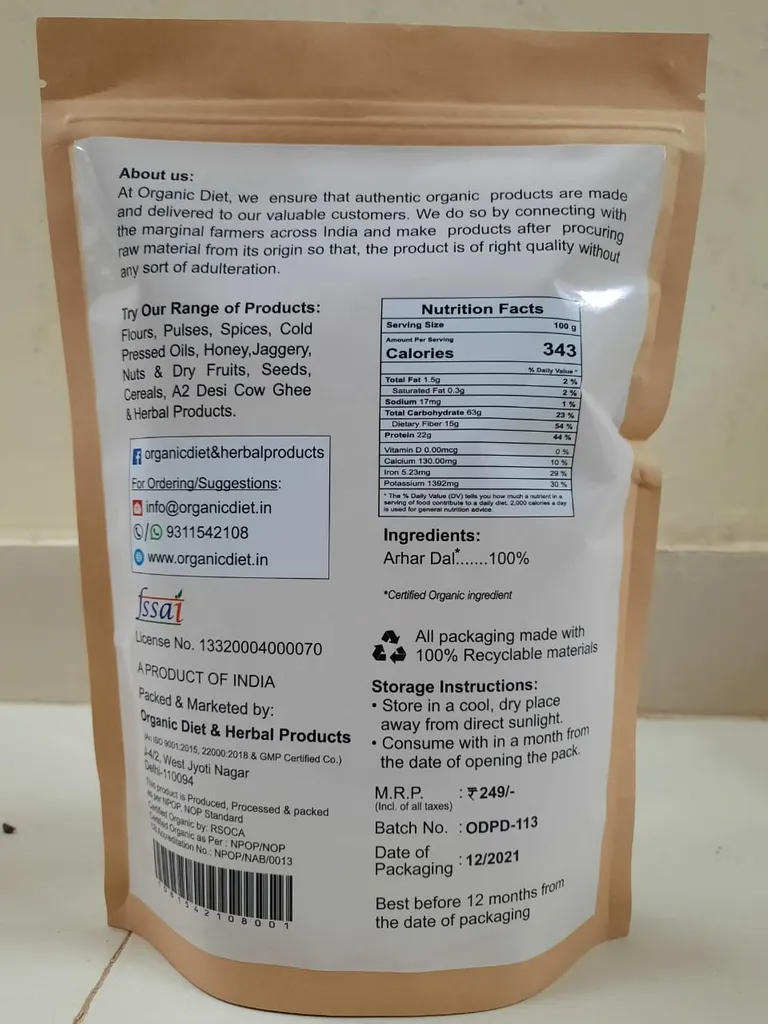 About us:
At Organic Diet, we ensure that authentic organic products are made
and delivered to our valuable customers. We do so by connecting with
the marginal farmers across India and make products after procuring
raw material from its origin so that, the product is of right quality without
any sort of adulteration.
Try Our Range of Products:
Flours, Pulses, Spices, Cold
Pressed Oils, Honey,Jaggery,
Nuts & Dry Fruits, Seeds,
Cereals, A2 Desi Cow Ghee
& Herbal Products.
organicdiet&herbalproducts
For Ordering/Suggestions:
info@organicdiet.in
/ 9311542108
www.organicdiet.in
fssai
License No. 13320004000070
A PRODUCT OF INDIA
Packed & Marketed by:
Organic Diet & Herbal Products
(An ISO 9001:2015, 22000:2018 & GMP Certified Co.)
J-4/2, West Jyoti Nagar
Delhi-110094
This product is Produced, Processed & packed
as per NPOP, NOP Standard
Certified Organic by: RSOCA
Certified Organic as Per : NPOP/NOP
Accreditation No.: NPOP/NAB/0013
Nutrition Facts
Serving Size 100 g
Amount Per Serving
Calories 343
% Daily Value *
Total Fat 1.5g 2 %
Saturated Fat 0.3g 2 %
Sodium 17mg 1 %
Total Carbohydrate 63g 23 %
Dietary Fiber 15g 54 %
Protein 22g 44 %
Vitamin D 0.00mcg 0 %
Calcium 130.00mg 10 %
Iron 5.23mg 29 %
Potassium 1392mg 30 %
* The % Daily Value (DV) tells you how much a nutrient in a
serving of food contribute to a daily diet. 2,000 calories a day
is used for general nutrition advice.
Ingredients:
Arhar Dal*.......100%
*Certified Organic ingredient
All packaging made with
100% Recyclable materials
Storage Instructions:
• Store in a cool, dry place
away from direct sunlight.
• Consume with in a month from
the date of opening the pack.
M.R.P. : ₹ 249/-
(Incl. of all taxes)
Batch No. : ODPD-113
Date of
Packaging : 12/2021
Best before 12 months from
the date of packaging